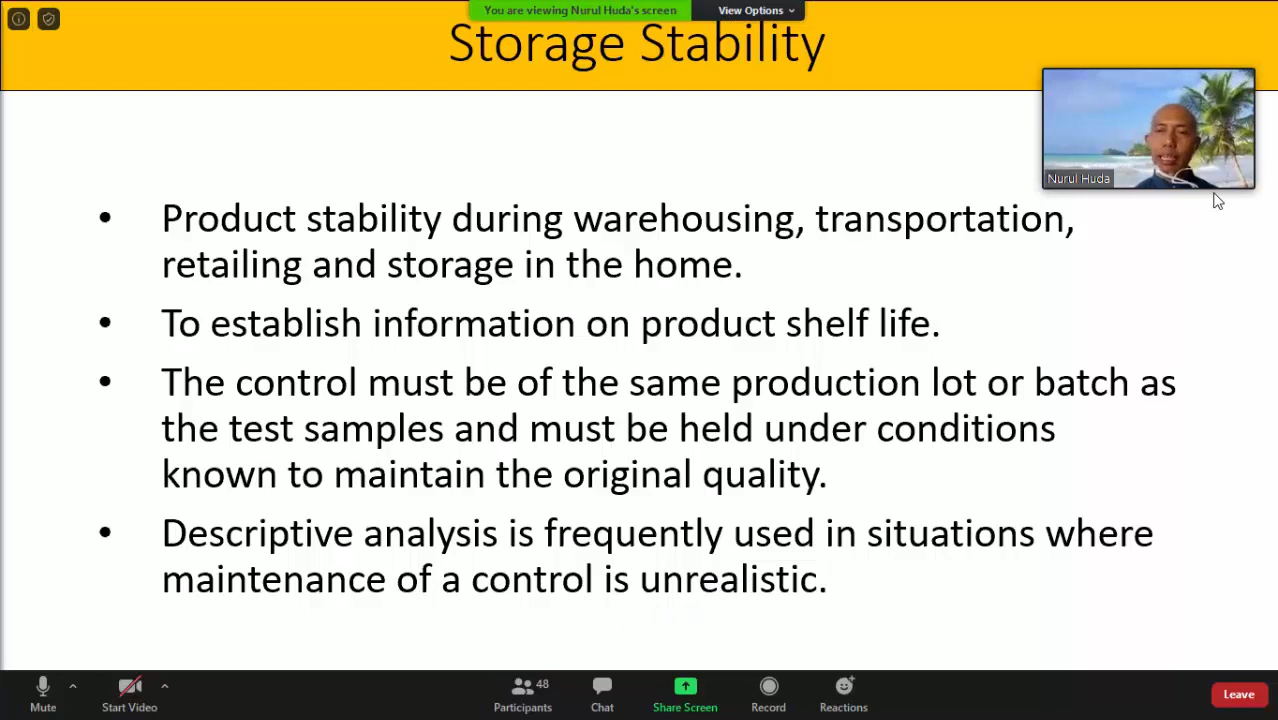 You are viewing Nurul Huda's screen
View Options
Storage Stability
Nurul Huda
• Product stability during warehousing, transportation,
retailing and storage in the home.
• To establish information on product shelf life.
• The control must be of the same production lot or batch as
the test samples and must be held under conditions
known to maintain the original quality.
• Descriptive analysis is frequently used in situations where
maintenance of a control is unrealistic.
Mute
Start Video
48
Participants
Chat
Share Screen
Record
Reactions
Leave